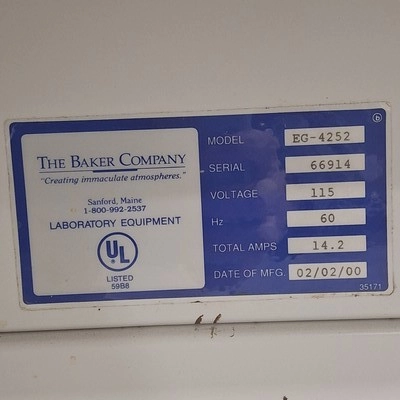 THE BAKER COMPANY
"Creating immaculate atmospheres."
Sanford, Maine
1-800-992-2537
LABORATORY EQUIPMENT
UL
LISTED
59B8
MODEL EG-4252
SERIAL 66914
VOLTAGE 115
Hz 60
TOTAL AMPS 14.2
DATE OF MFG. 02/02/00
35171